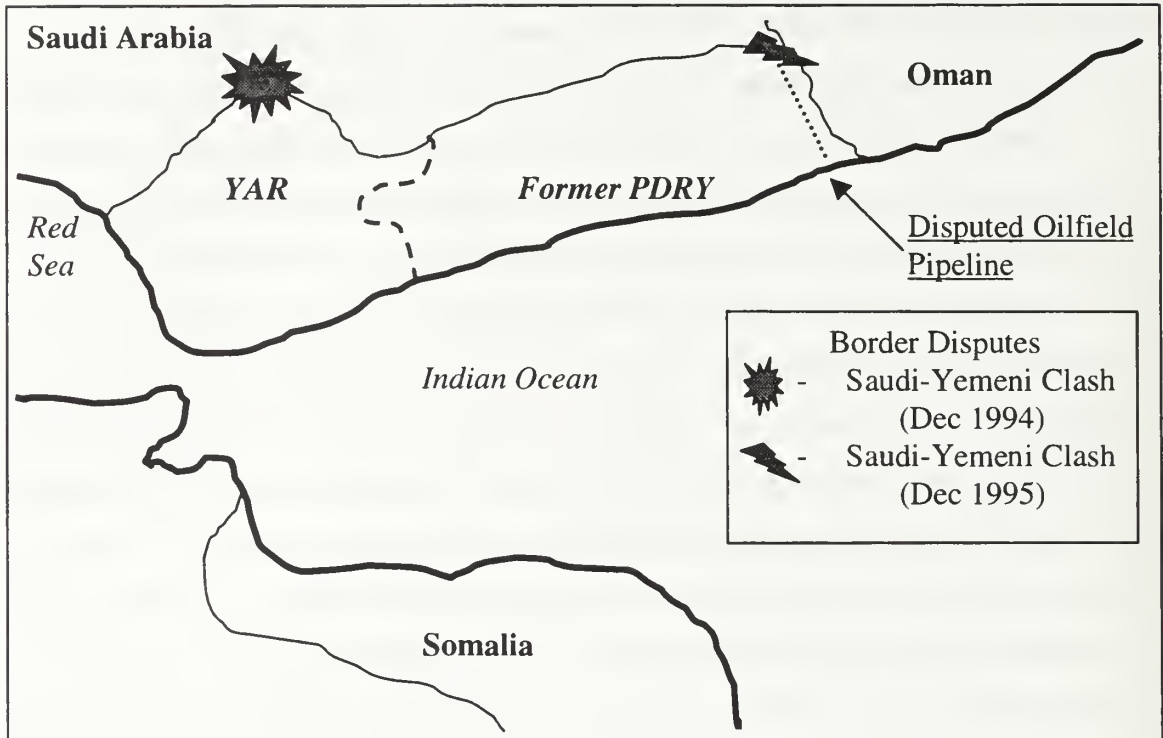 Saudi Arabia
Oman
YAR
Former PDRY
Red
Sea
Disputed Oilfield
Pipeline
Indian Ocean
Border Disputes
- Saudi-Yemeni Clash
(Dec 1994)
- Saudi-Yemeni Clash
(Dec 1995)
Somalia